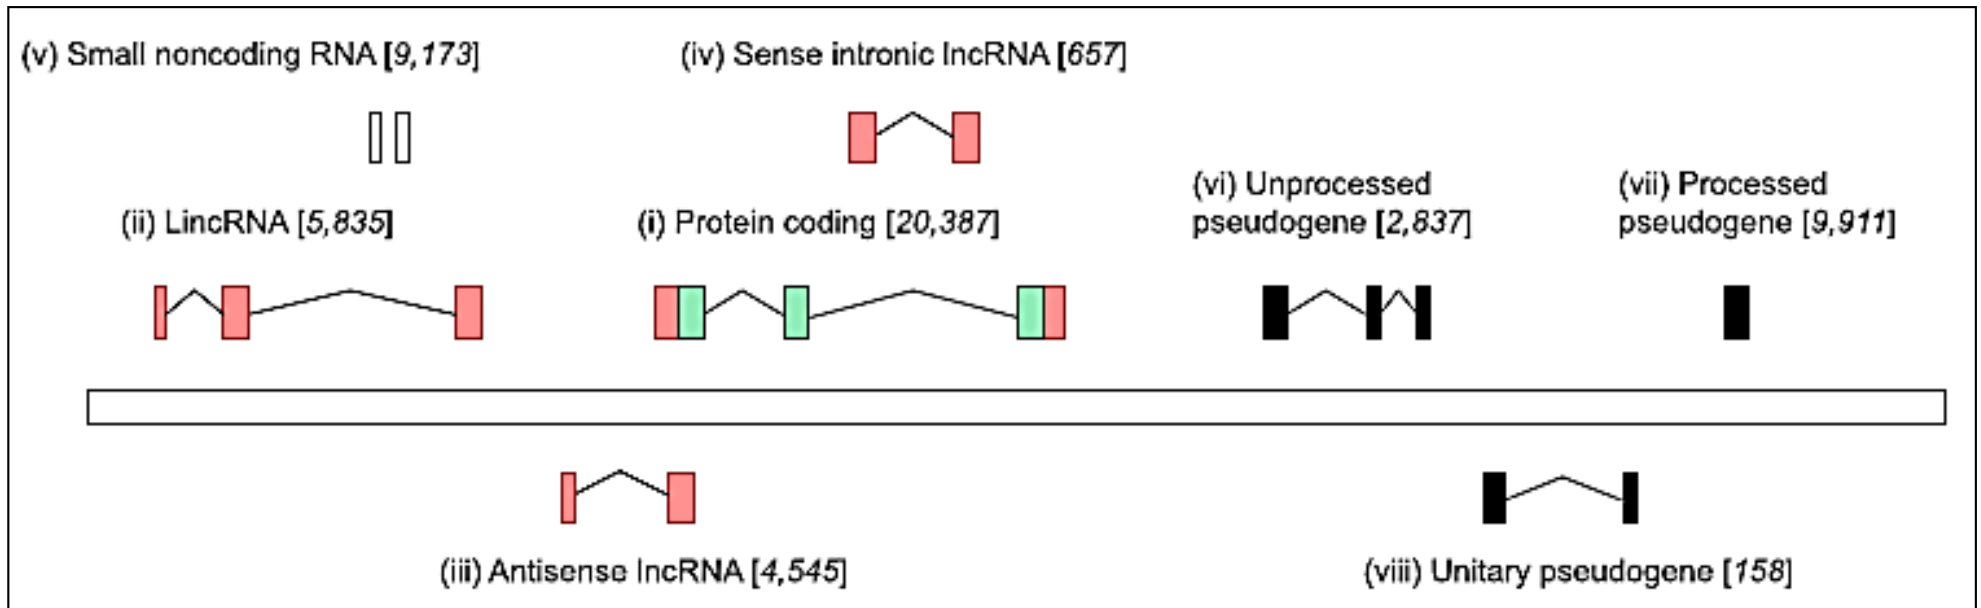 (v) Small noncoding RNA [9,173]
(iv) Sense intronic lncRNA [657]
(vi) Unprocessed
pseudogene [2,837]
(vii) Processed
pseudogene [9,911]
(ii) LincRNA [5,835]
(i) Protein coding [20,387]
(iii) Antisense lncRNA [4,545]
(viii) Unitary pseudogene [158]